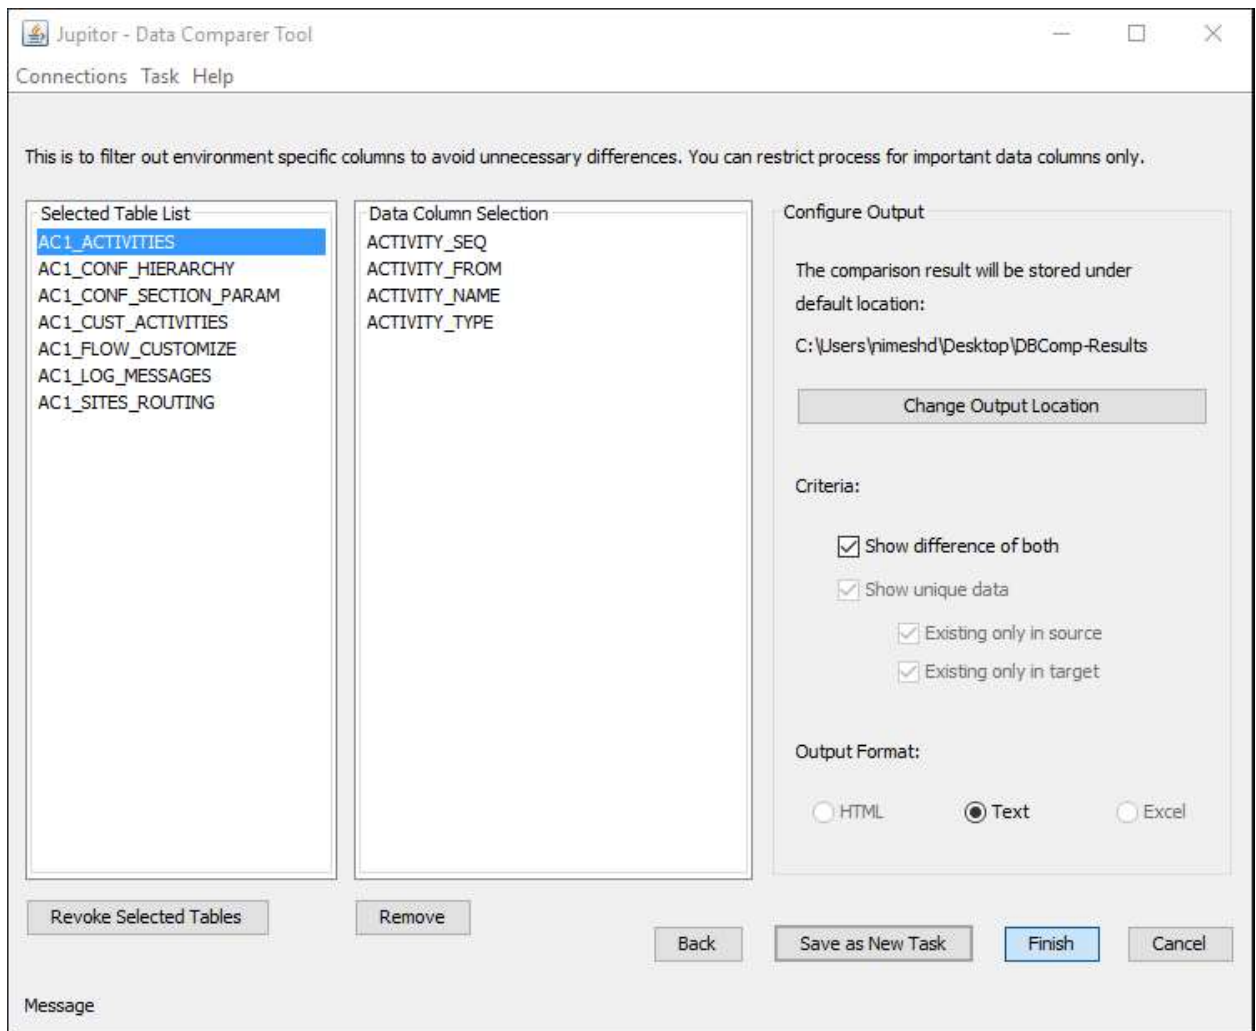 Jupitor - Data Comparer Tool
Connections Task Help
This is to filter out environment specific columns to avoid unnecessary differences. You can restrict process for important data columns only.
Selected Table List
AC1_ACTIVITIES
AC1_CONF_HIERARCHY
AC1_CONF_SECTION_PARAM
AC1_CUST_ACTIVITIES
AC1_FLOW_CUSTOMIZE
AC1_LOG_MESSAGES
AC1_SITES_ROUTING
Data Column Selection
ACTIVITY_SEQ
ACTIVITY_FROM
ACTIVITY_NAME
ACTIVITY_TYPE
Configure Output
The comparison result will be stored under
default location:
C:\Users\nimeshd\Desktop\DBComp-Results
Change Output Location
Criteria:
Show difference of both
Show unique data
Existing only in source
Existing only in target
Output Format:
HTML Text Excel
Revoke Selected Tables
Remove
Back Save as New Task Finish Cancel
Message